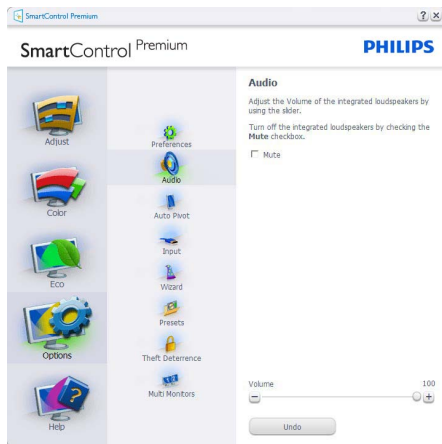 SmartControl Premium
SmartControl Premium
PHILIPS
Adjust
Color
Eco
Options
Help
Preferences
Audio
Auto Pivot
Input
Wizard
Presets
Theft Deterrence
Multi Monitors
Audio
Adjust the Volume of the integrated loudspeakers by
using the slider.
Turn off the integrated loudspeakers by checking the
Mute checkbox.
Mute
Volume 100
Undo